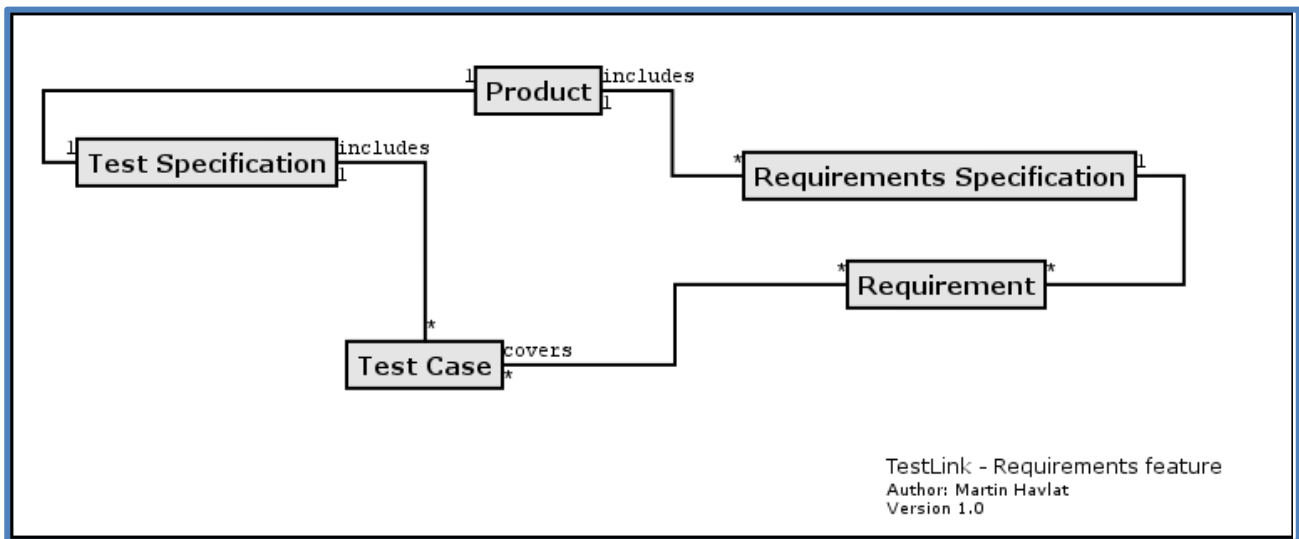 1
Product
includes
1
1
Test Specification
includes
1
*
Requirements Specification
1
*
Requirement
*
*
Test Case
covers
*
TestLink - Requirements feature
Author: Martin Havlat
Version 1.0